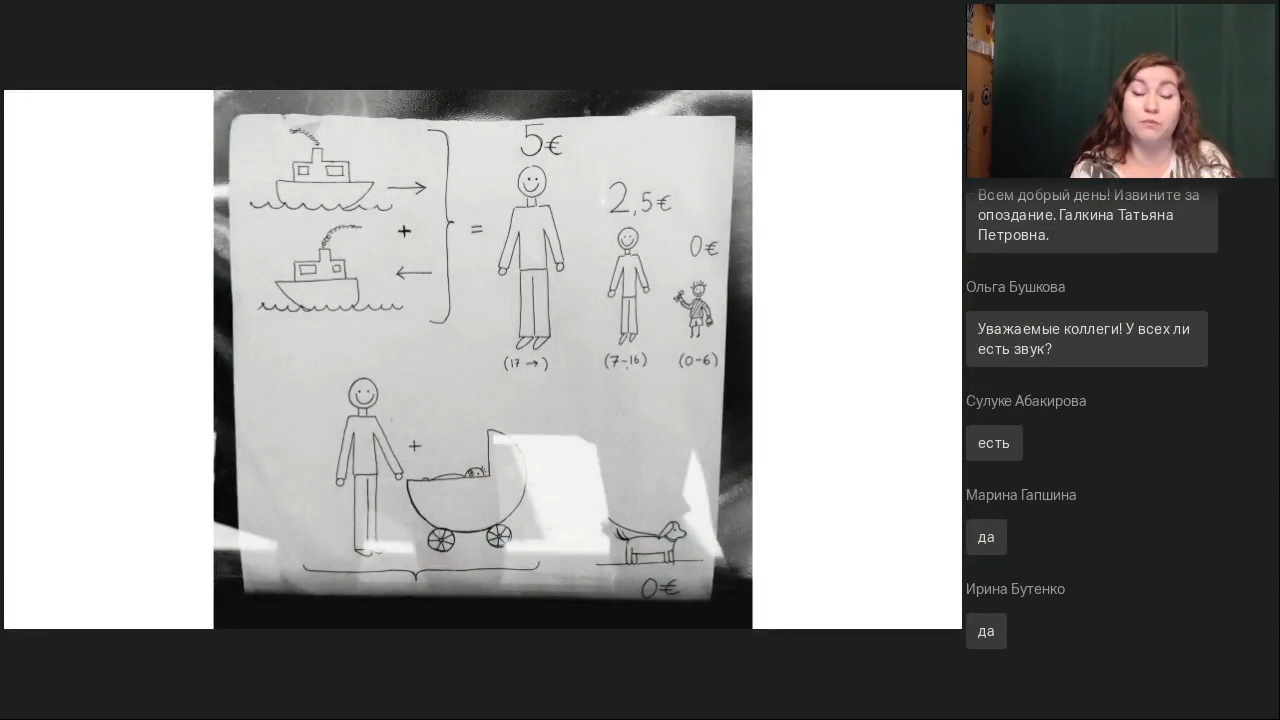 5€
2,5€
0€
+
=
(17 →)
(7-16)
(0-6)
+
0€
Всем добрый день! Извините за
опоздание. Галкина Татьяна
Петровна.
Ольга Бушкова
Уважаемые коллеги! У всех ли
есть звук?
Сулуке Абакирова
есть
Марина Гапшина
да
Ирина Бутенко
да